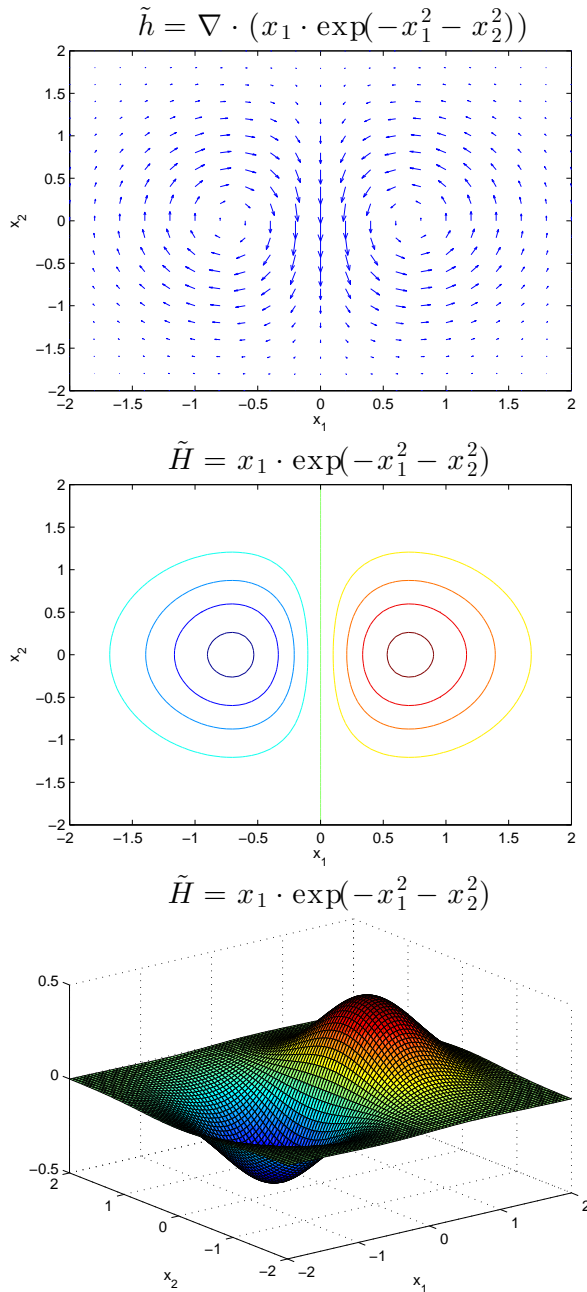 h̃ = ∇ · (x₁ · exp(−x₁² − x₂²))
2
1.5
1
0.5
0
−0.5
−1
−1.5
−2
x₂
−2 −1.5 −1 −0.5 0 0.5 1 1.5 2
x₁
H̃ = x₁ · exp(−x₁² − x₂²)
2
1.5
1
0.5
0
−0.5
−1
−1.5
−2
x₂
−2 −1.5 −1 −0.5 0 0.5 1 1.5 2
x₁
H̃ = x₁ · exp(−x₁² − x₂²)
0.5
0
−0.5
2 1 0 −1 −2
x₂
−2 −1 0 1 2
x₁